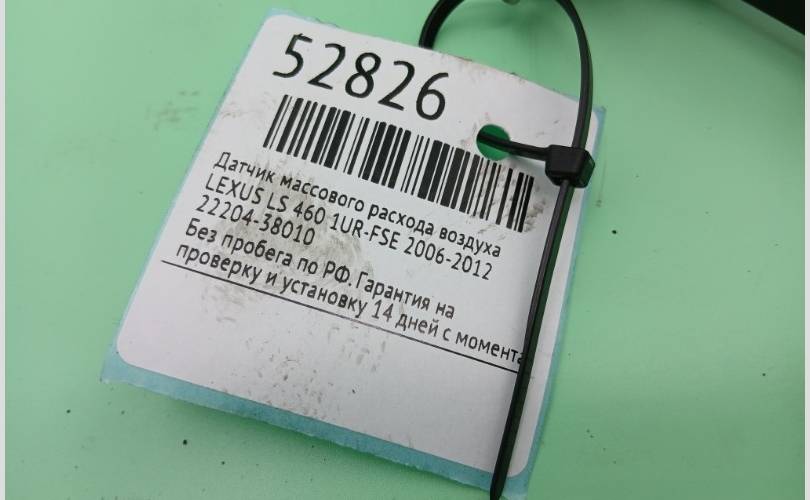 52826
Датчик массового расхода воздуха
LEXUS LS 460 1UR-FSE 2006-2012
22204-38010
Без пробега по РФ. Гарантия на
проверку и установку 14 дней с момента